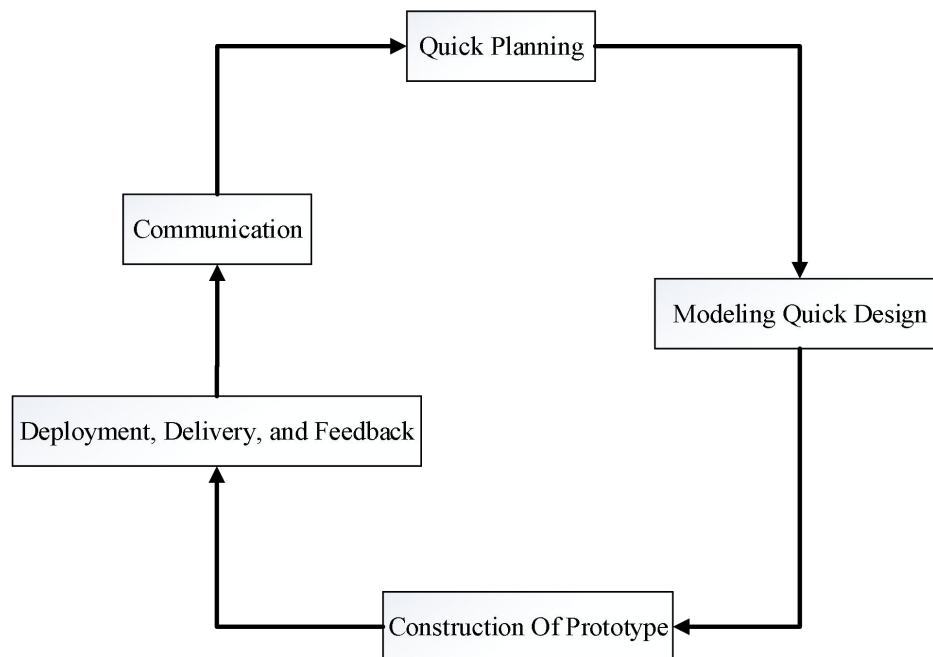 Quick Planning
Communication
Modeling Quick Design
Deployment, Delivery, and Feedback
Construction Of Prototype